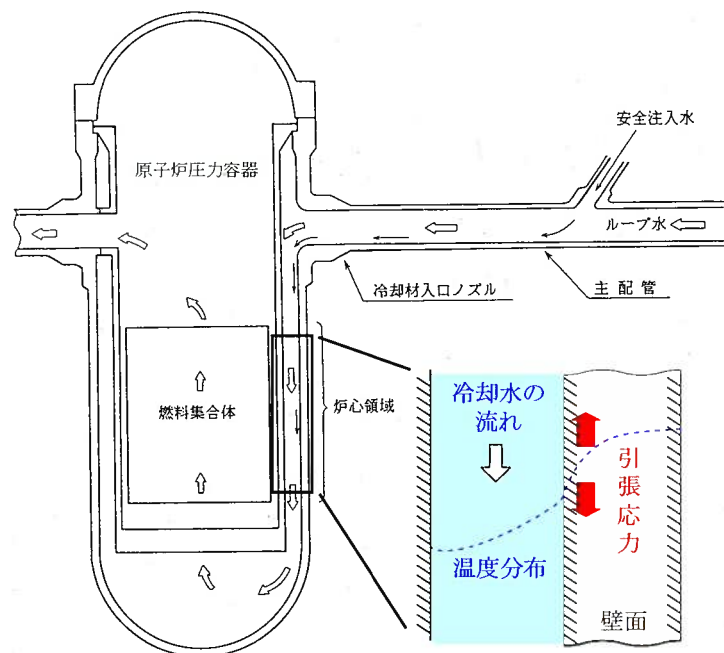 安全注入水
原子炉圧力容器
ループ水
冷却材入口ノズル
主配管
燃料集合体
炉心領域
冷却水の
流れ
引張応力
温度分布
壁面